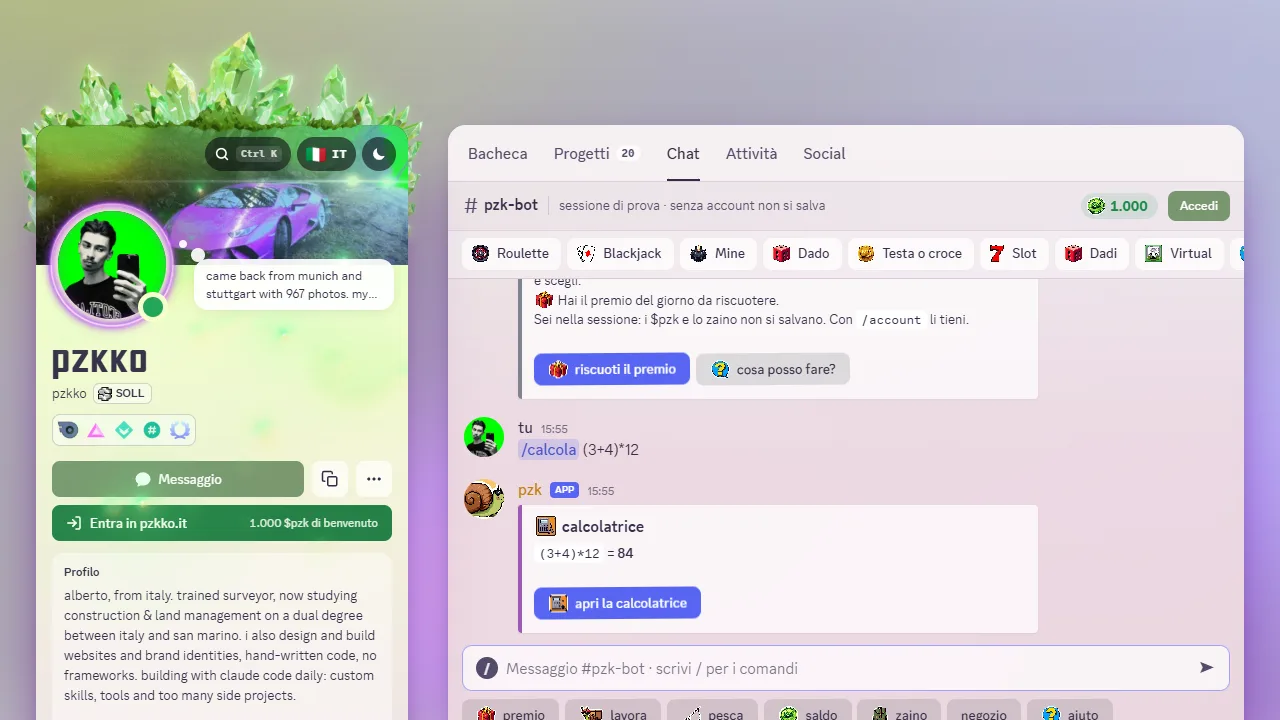 Ctrl K
IT
came back from munich and
stuttgart with 967 photos. my...
pzkko
pzkko
SOLL
Messaggio
Entra in pzkko.it
1.000 $pzk di benvenuto
Profilo
alberto, from italy. trained surveyor, now studying
construction & land management on a dual degree
between italy and san marino. i also design and build
websites and brand identities, hand-written code, no
frameworks. building with claude code daily: custom
skills, tools and too many side projects.
Bacheca
Progetti 20
Chat
Attività
Social
# pzk-bot
sessione di prova · senza account non si salva
1.000
Accedi
Roulette
Blackjack
Mine
Dado
Testa o croce
Slot
Dadi
Virtual
e scegli.
Hai il premio del giorno da riscuotere.
Sei nella sessione: i $pzk e lo zaino non si salvano. Con /account li tieni.
riscuoti il premio
cosa posso fare?
tu 15:55
/calcola (3+4)*12
pzk APP 15:55
calcolatrice
(3+4)*12 = 84
apri la calcolatrice
/ Messaggio #pzk-bot · scrivi / per i comandi
premio
lavora
pesca
saldo
zaino
negozio
aiuto